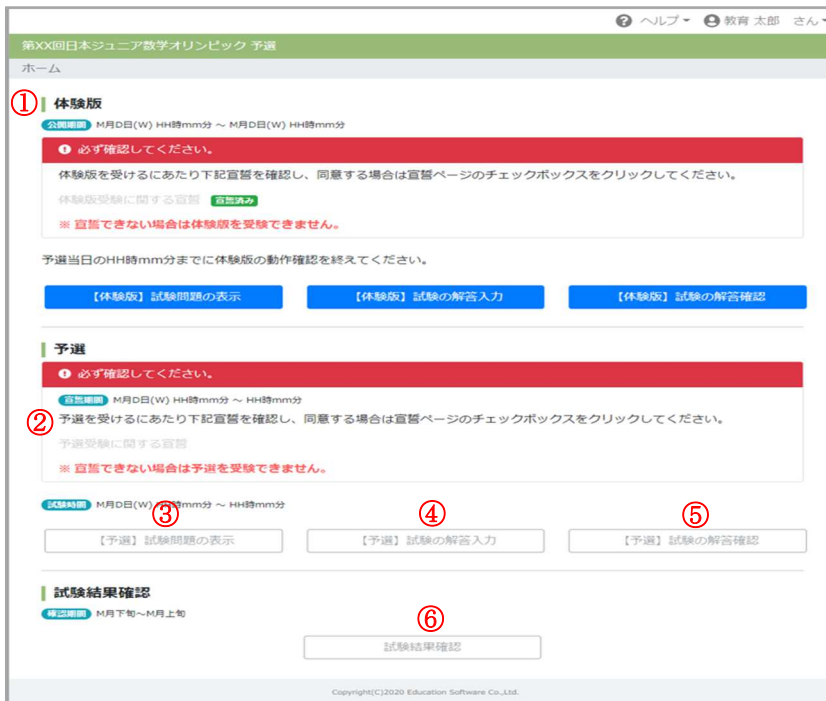 ヘルプ 教育 太郎 さん
第XX回日本ジュニア数学オリンピック 予選
ホーム
① 体験版
公開期間 M月D日(W) HH時mm分 ～ M月D日(W) HH時mm分
必ず確認してください。
体験版を受けるにあたり下記宣誓を確認し、同意する場合は宣誓ページのチェックボックスをクリックしてください。
体験版受験に関する宣誓 宣誓済み
※ 宣誓できない場合は体験版を受験できません。
予選当日のHH時mm分までに体験版の動作確認を終えてください。
【体験版】試験問題の表示 【体験版】試験の解答入力 【体験版】試験の解答確認
予選
必ず確認してください。
宣誓期間 M月D日(W) HH時mm分 ～ HH時mm分
② 予選を受けるにあたり下記宣誓を確認し、同意する場合は宣誓ページのチェックボックスをクリックしてください。
予選受験に関する宣誓
※ 宣誓できない場合は予選を受験できません。
試験時間 M月D日(W) HH時mm分 ～ HH時mm分
③ ④ ⑤
【予選】試験問題の表示 【予選】試験の解答入力 【予選】試験の解答確認
試験結果確認
確認期間 M月下旬～M月上旬
⑥
試験結果確認
Copyright(C)2020 Education Software Co.,Ltd.